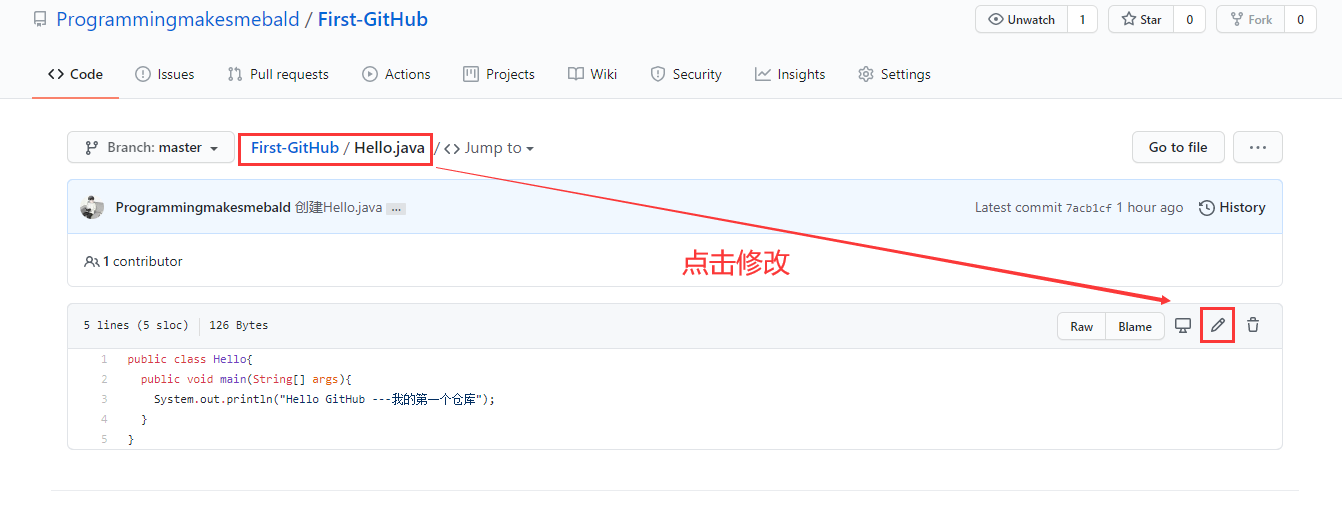 Programmingmakesmebald / First-GitHub
Unwatch 1 Star 0 Fork 0
Code Issues Pull requests Actions Projects Wiki Security Insights Settings
Branch: master First-GitHub / Hello.java / <> Jump to Go to file ...
Programmingmakesmebald 创建Hello.java ... Latest commit 7acb1cf 1 hour ago History
点击修改
1 contributor
5 lines (5 sloc) 126 Bytes Raw Blame
1 public class Hello{
2 public void main(String[] args){
3 System.out.println("Hello GitHub ---我的第一个仓库");
4 }
5 }